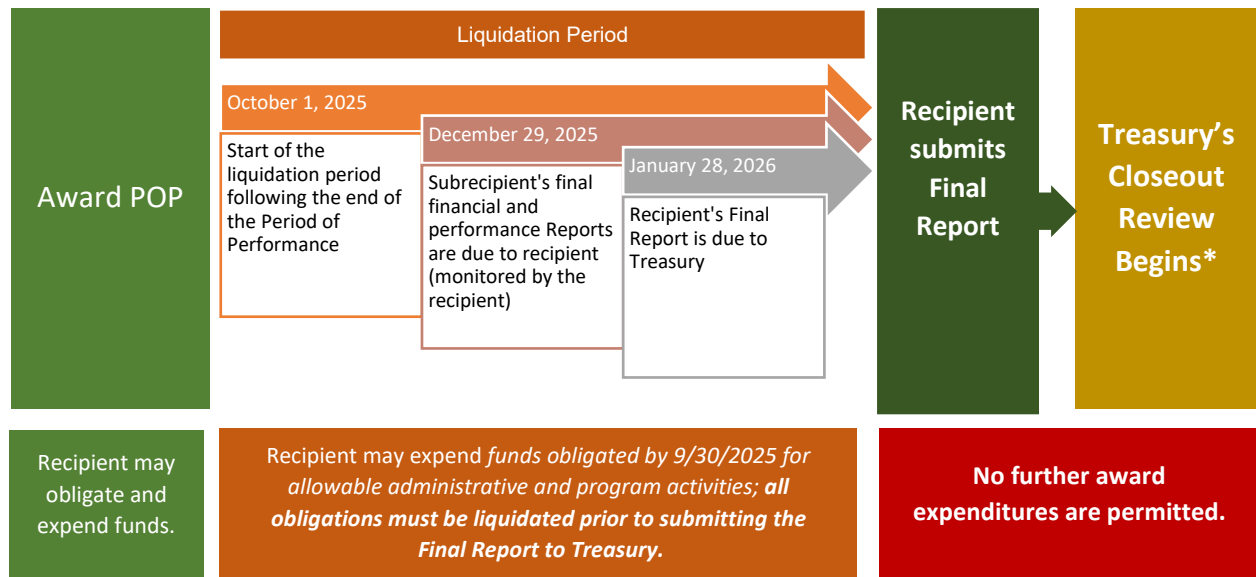 Award POP
Liquidation Period
October 1, 2025
Start of the
liquidation period
following the end of
the Period of
Performance
December 29, 2025
Subrecipient's final
financial and
performance Reports
are due to recipient
(monitored by the
recipient)
January 28, 2026
Recipient's Final
Report is due to
Treasury
Recipient
submits
Final
Report
Treasury’s
Closeout
Review
Begins*
Recipient may
obligate and
expend funds.
Recipient may expend funds obligated by 9/30/2025 for
allowable administrative and program activities; all
obligations must be liquidated prior to submitting the
Final Report to Treasury.
No further award
expenditures are permitted.